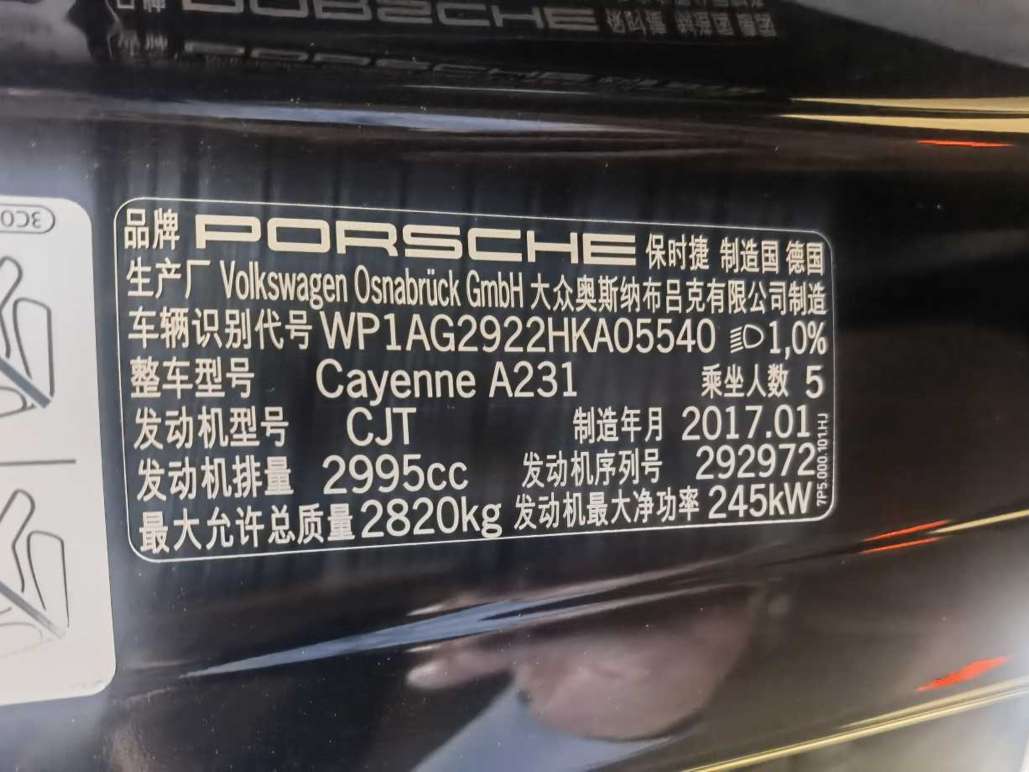 品牌 PORSCHE 保时捷 制造国 德国
生产厂 Volkswagen Osnabrück GmbH 大众奥斯纳布吕克有限公司制造
车辆识别代号 WP1AG2922HKA05540 1,0%
整车型号 Cayenne A231 乘坐人数 5
发动机型号 CJT 制造年月 2017.01
发动机排量 2995cc 发动机序列号 292972
最大允许总质量 2820kg 发动机最大净功率 245kW
7P5.000.101.HJ